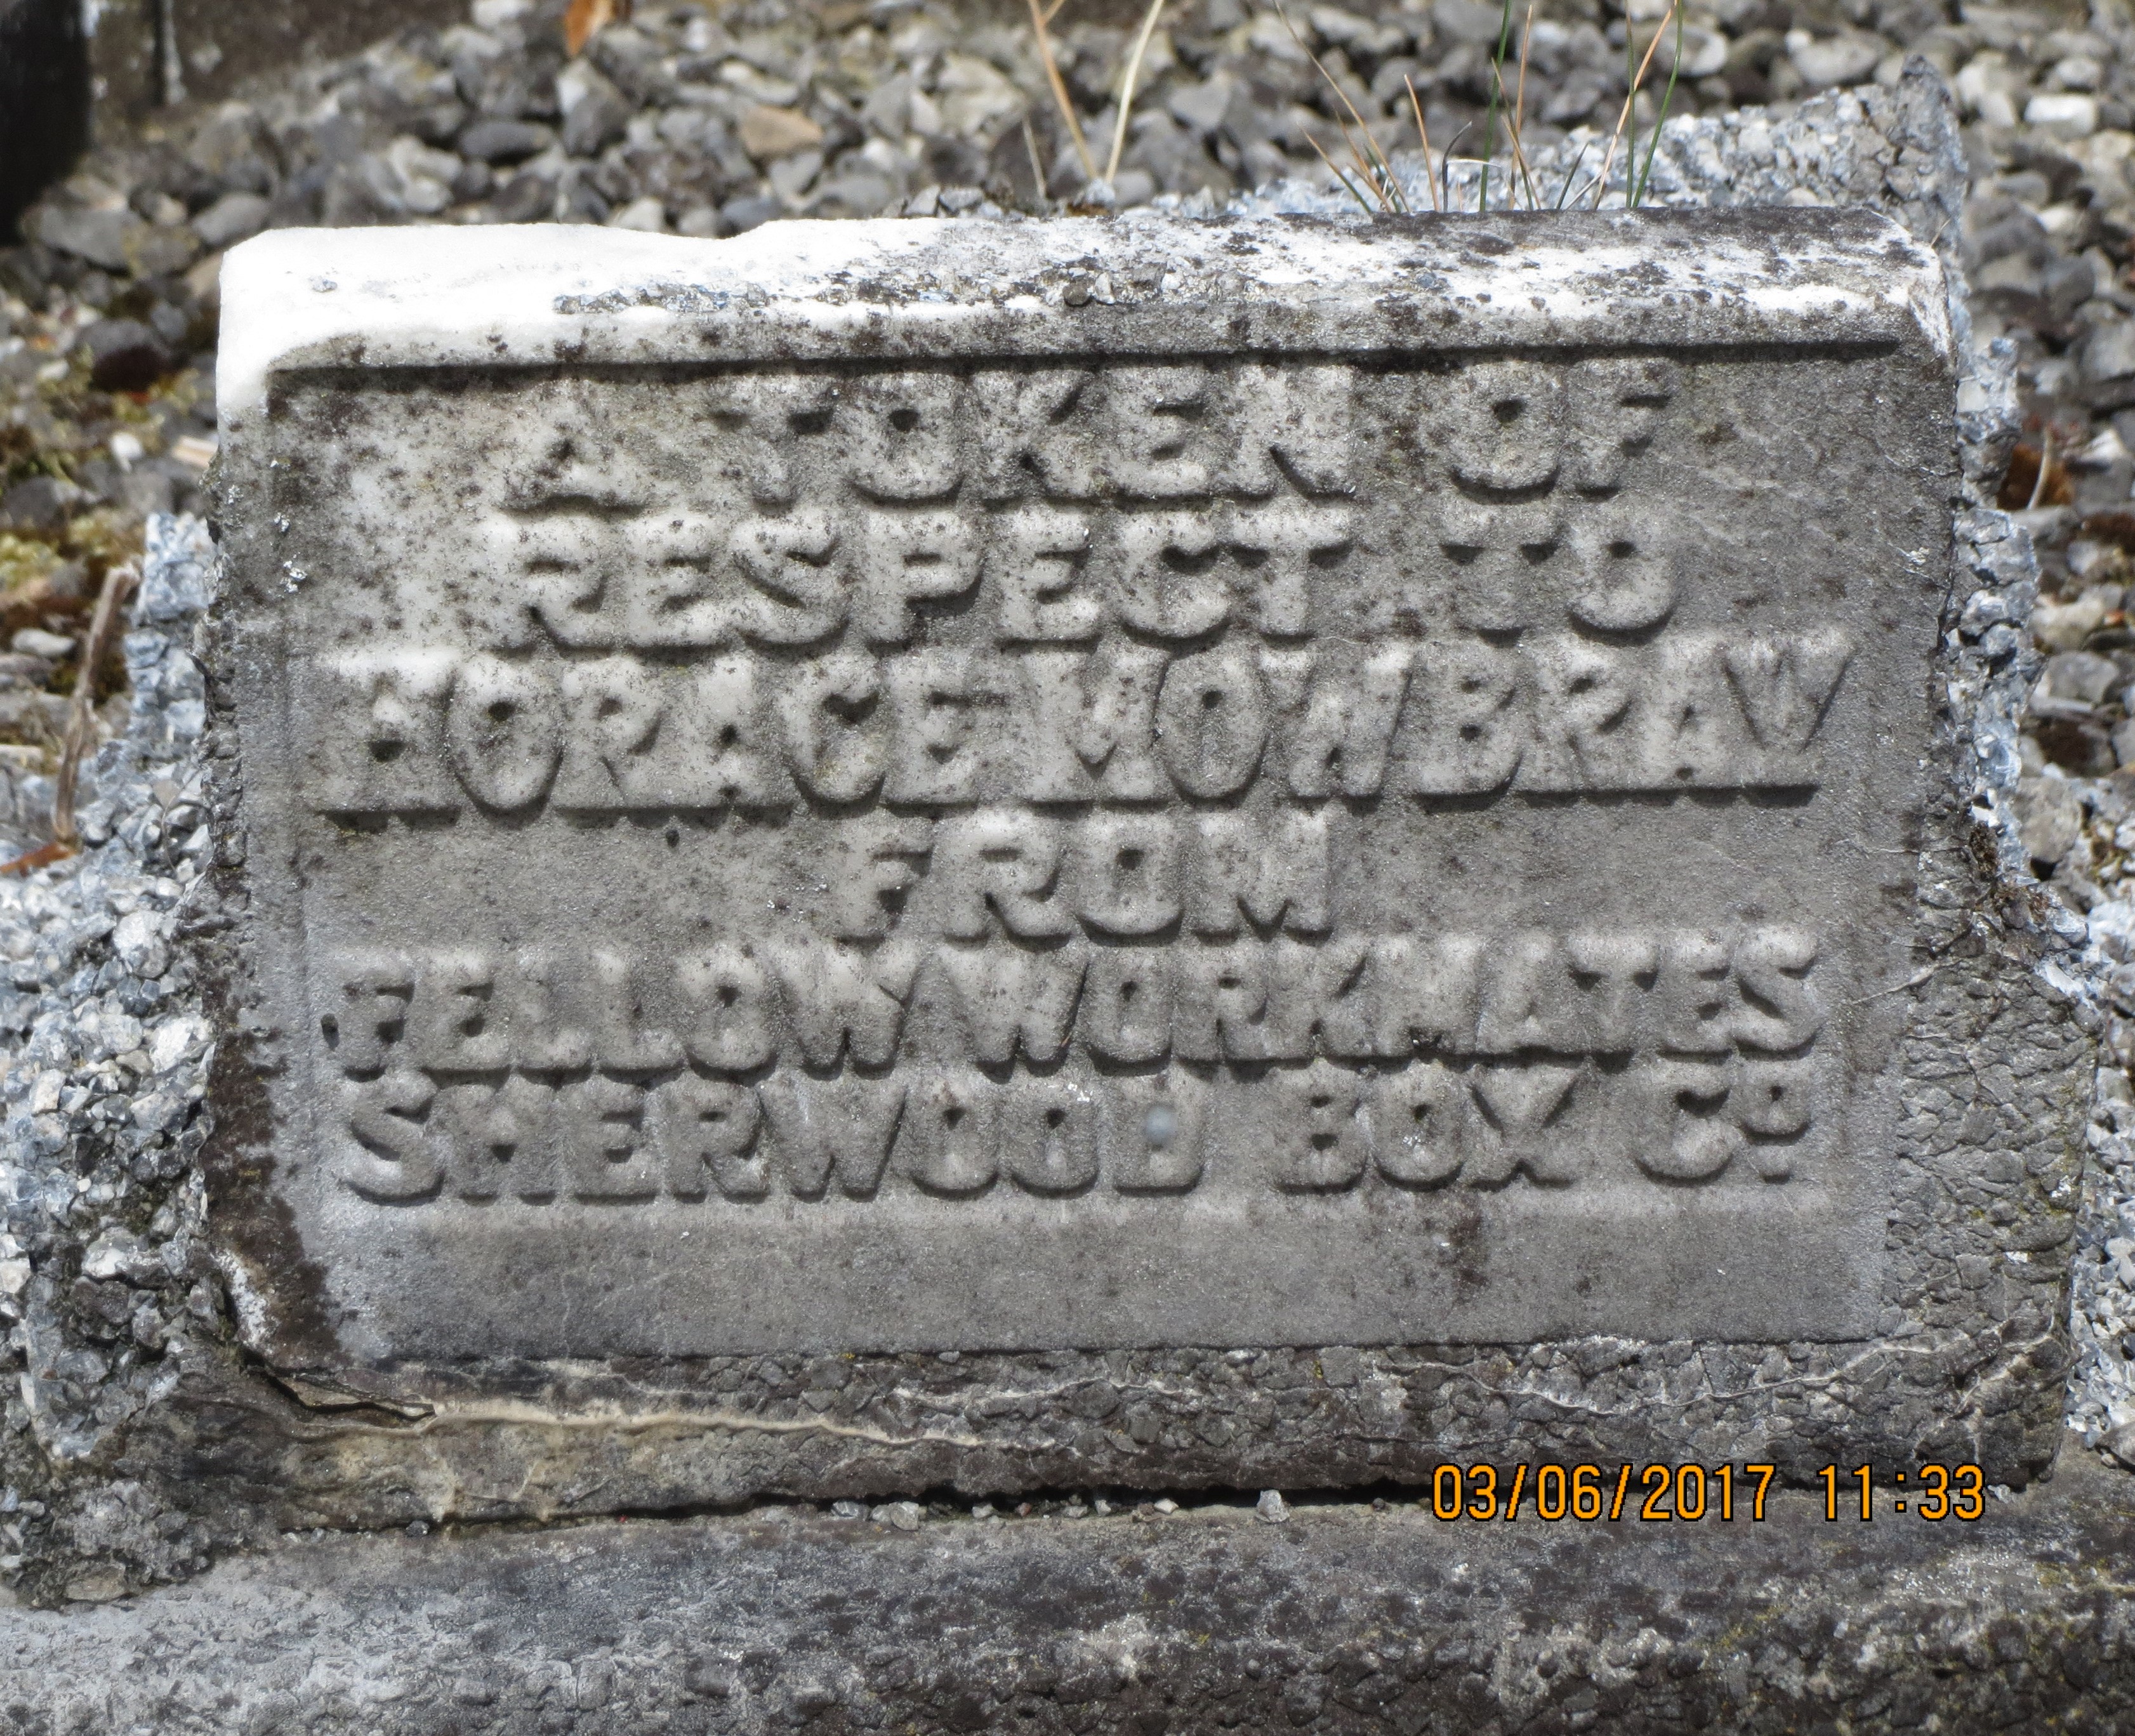 A TOKEN OF
RESPECT TO
HORACE MOWBRAY
FROM
FELLOW WORKMATES
SHERWOOD BOX Cº.
03/06/2017 11:33